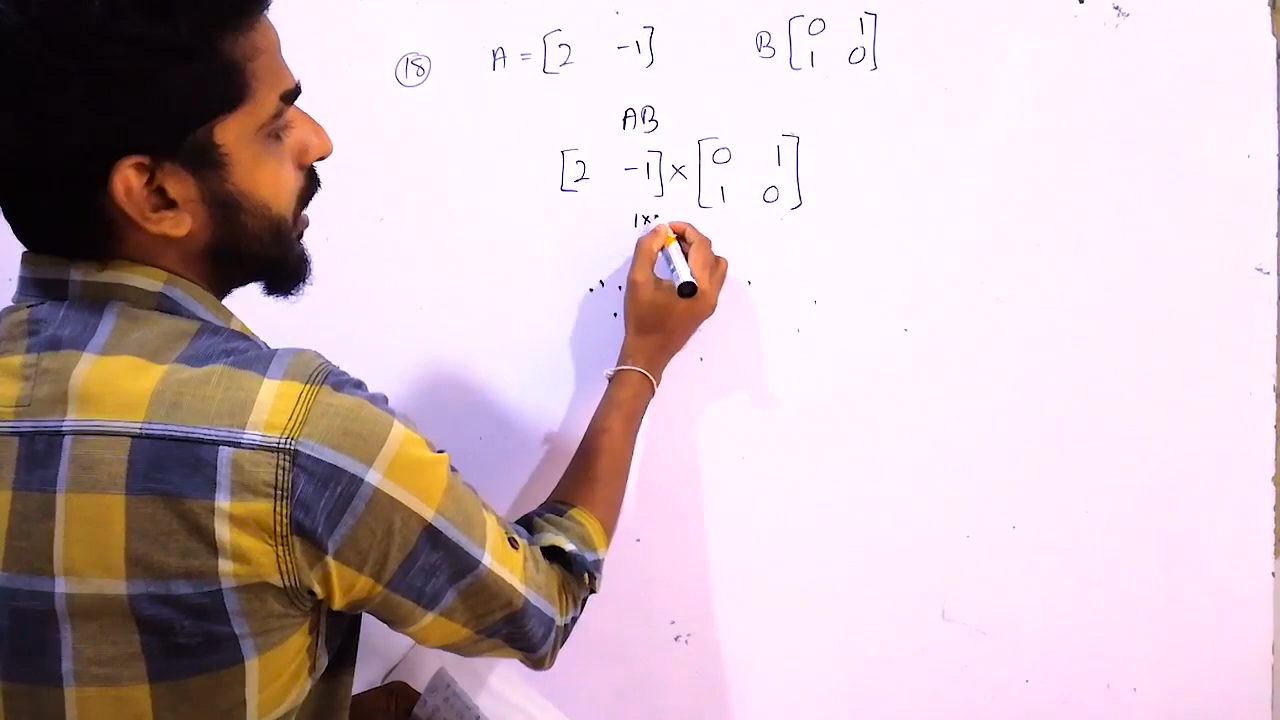 (18) A = [2 -1] B [0 1
1 0]
AB
[2 -1] × [0 1
1 0]
1×